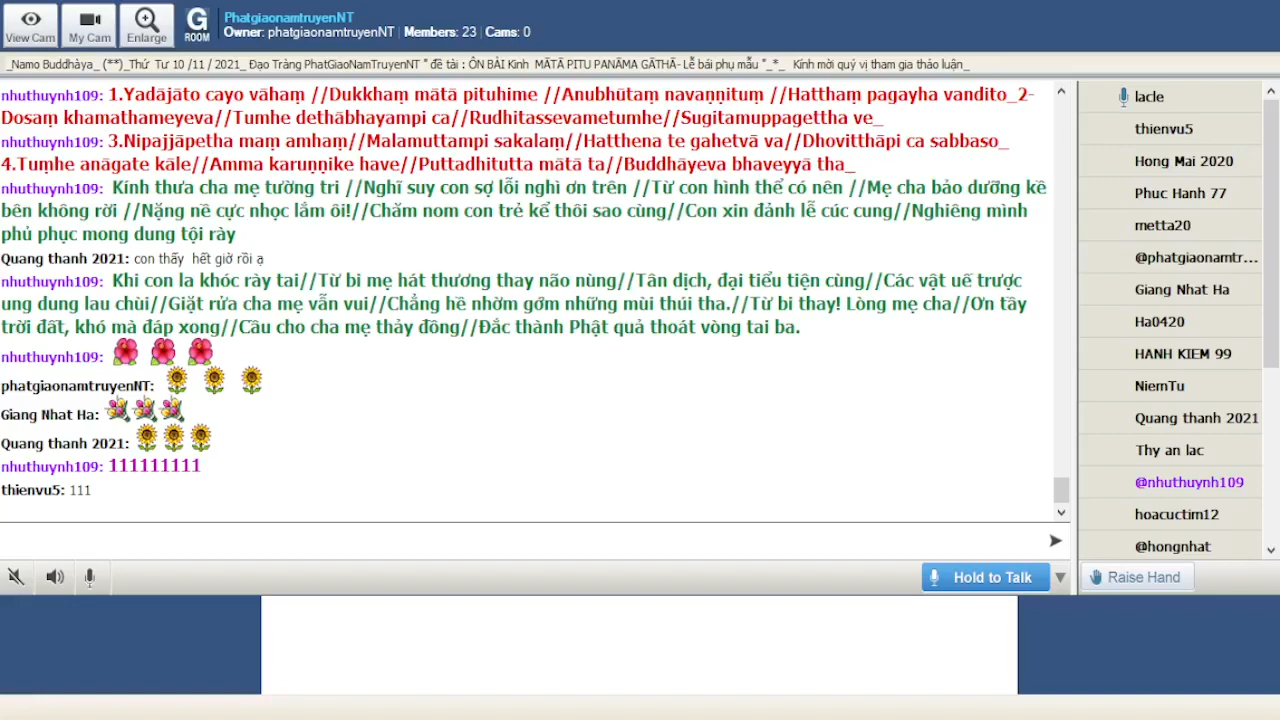 View Cam
My Cam
Enlarge
G
ROOM
PhatgiaonamtruyenNT
Owner: phatgiaonamtruyenNT | Members: 23 | Cams: 0
_Namo Buddhàya_ (**)_Thứ Tư 10 /11 / 2021_ Đạo Tràng PhatGiaoNamTruyenNT " đề tài : ÔN BÀI Kinh MĀTĀ PITU PANĀMA GĀTHĀ- Lễ bái phụ mẫu "_*_ Kính mời quý vị tham gia thảo luận_
nhuthuynh109: 1.Yadājāto cayo vāhaṃ //Dukkhaṃ mātā pituhime //Anubhūtaṃ navaṇṇituṃ //Hatthaṃ pagayha vandito_2-
Dosaṃ khamathameyeva//Tumhe dethābhayampi ca//Rudhitassevametumhe//Sugitamuppagettha ve_
nhuthuynh109: 3.Nipajjāpetha maṃ amhaṃ//Malamuttampi sakalaṃ//Hatthena te gahetvā va//Dhovitthāpi ca sabbaso_
4.Tuṃhe anāgate kāle//Amma karuṇṇike have//Puttadhitutta mātā ta//Buddhāyeva bhaveyyā tha_
nhuthuynh109: Kính thưa cha mẹ tường tri //Nghĩ suy con sợ lỗi nghì ơn trên //Từ con hình thể có nên //Mẹ cha bảo dưỡng kề
bên không rời //Nặng nề cực nhọc lắm ôi!//Chăm nom con trẻ kể thôi sao cùng//Con xin đảnh lễ cúc cung//Nghiêng mình
phủ phục mong dung tội rày
Quang thanh 2021: con thấy hết giờ rồi ạ
nhuthuynh109: Khi con la khóc rày tai//Từ bi mẹ hát thương thay não nùng//Tân dịch, đại tiểu tiện cùng//Các vật uế trược
ung dung lau chùi//Giặt rửa cha mẹ vẫn vui//Chẳng hề nhờm gớm những mùi thúi tha.//Từ bi thay! Lòng mẹ cha//Ơn tầy
trời đất, khó mà đáp xong//Cầu cho cha mẹ thảy đồng//Đắc thành Phật quả thoát vòng tai ba.
nhuthuynh109:
phatgiaonamtruyenNT:
Giang Nhat Ha:
Quang thanh 2021:
nhuthuynh109: 111111111
thienvu5: 111
Hold to Talk
lacle
thienvu5
Hong Mai 2020
Phuc Hanh 77
metta20
@phatgiaonamtr...
Giang Nhat Ha
Ha0420
HANH KIEM 99
NiemTu
Quang thanh 2021
Thy an lac
@nhuthuynh109
hoacuctim12
@hongnhat
Raise Hand